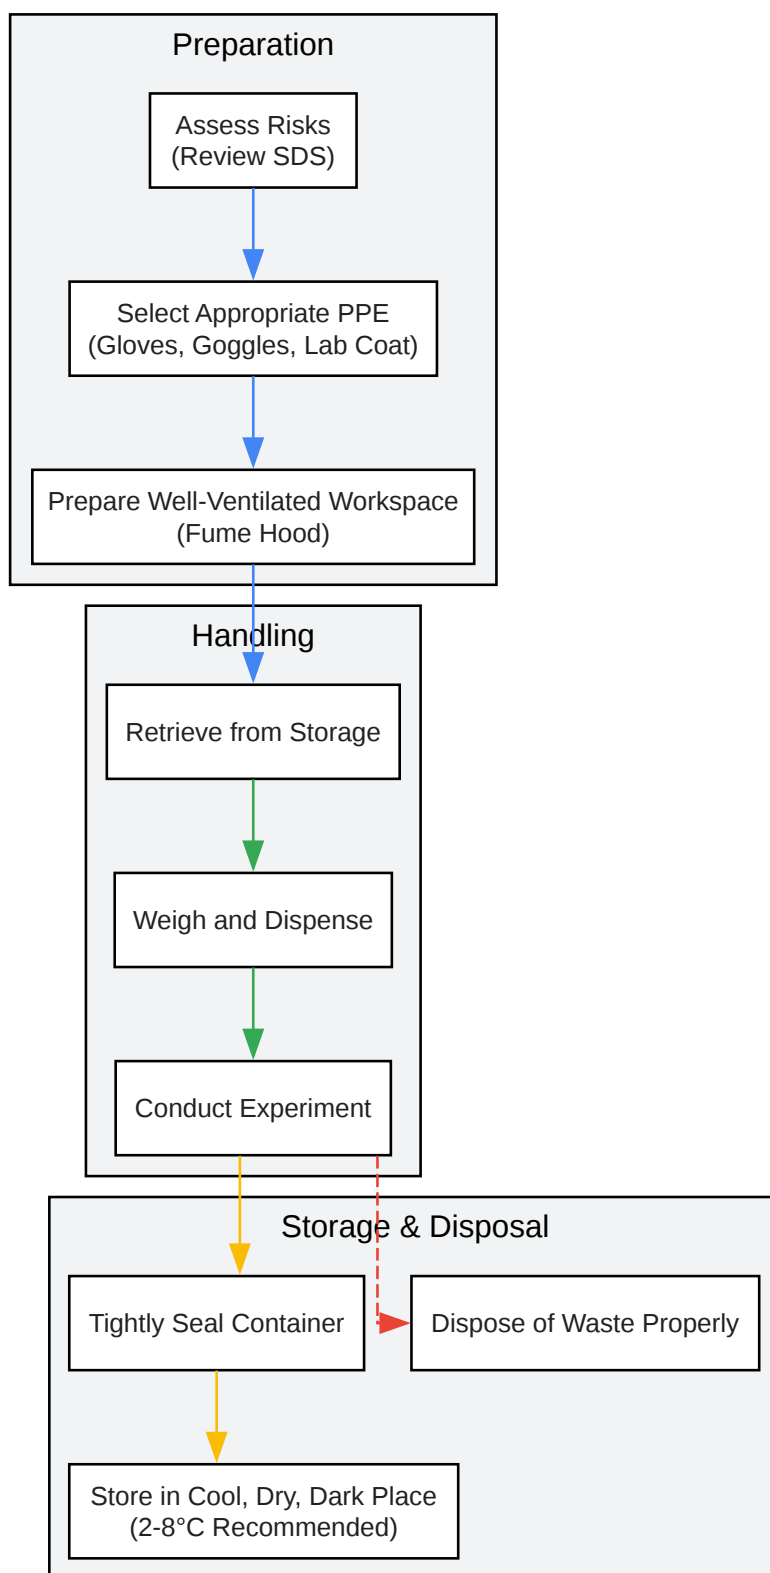 Preparation
Assess Risks
(Review SDS)
Select Appropriate PPE
(Gloves, Goggles, Lab Coat)
Prepare Well-Ventilated Workspace
(Fume Hood)
Handling
Retrieve from Storage
Weigh and Dispense
Conduct Experiment
Storage & Disposal
Tightly Seal Container
Dispose of Waste Properly
Store in Cool, Dry, Dark Place
(2-8°C Recommended)